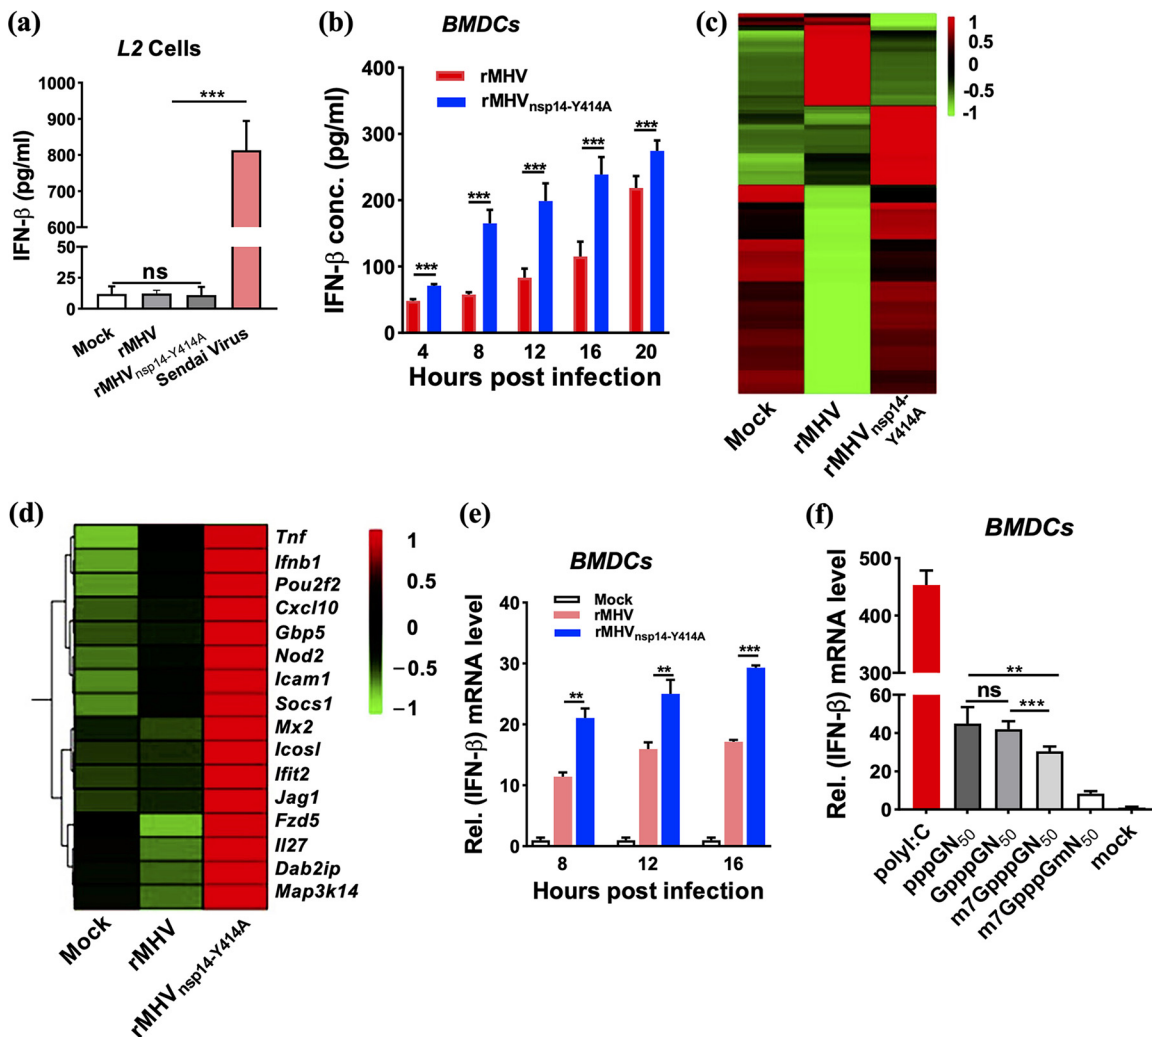 (a)
L2 Cells
***
ns
IFN-β (pg/ml)
1000
900
800
700
600
50
25
0
Mock
rMHV
rMHVnsp14-Y414A
Sendai Virus
(b)
BMDCs
rMHV
rMHVnsp14-Y414A
IFN-β conc. (pg/ml)
400
300
200
100
0
***
***
***
***
***
4 8 12 16 20
Hours post infection
(c)
1
0.5
0
-0.5
-1
Mock
rMHV
rMHVnsp14-
Y414A
(d)
Tnf
Ifnb1
Pou2f2
Cxcl10
Gbp5
Nod2
Icam1
Socs1
Mx2
Icosl
Ifit2
Jag1
Fzd5
Il27
Dab2ip
Map3k14
1
0.5
0
−0.5
−1
Mock
rMHV
rMHVnsp14-Y414A
(e)
BMDCs
Mock
rMHV
rMHVnsp14-Y414A
Rel. (IFN-β) mRNA level
40
30
20
10
0
**
**
***
8 12 16
Hours post infection
(f)
BMDCs
Rel. (IFN-β) mRNA level
500
400
300
60
40
20
0
**
ns
***
polyI:C
pppGN50
GpppGN50
m7GpppGN50
m7GpppGmN50
mock